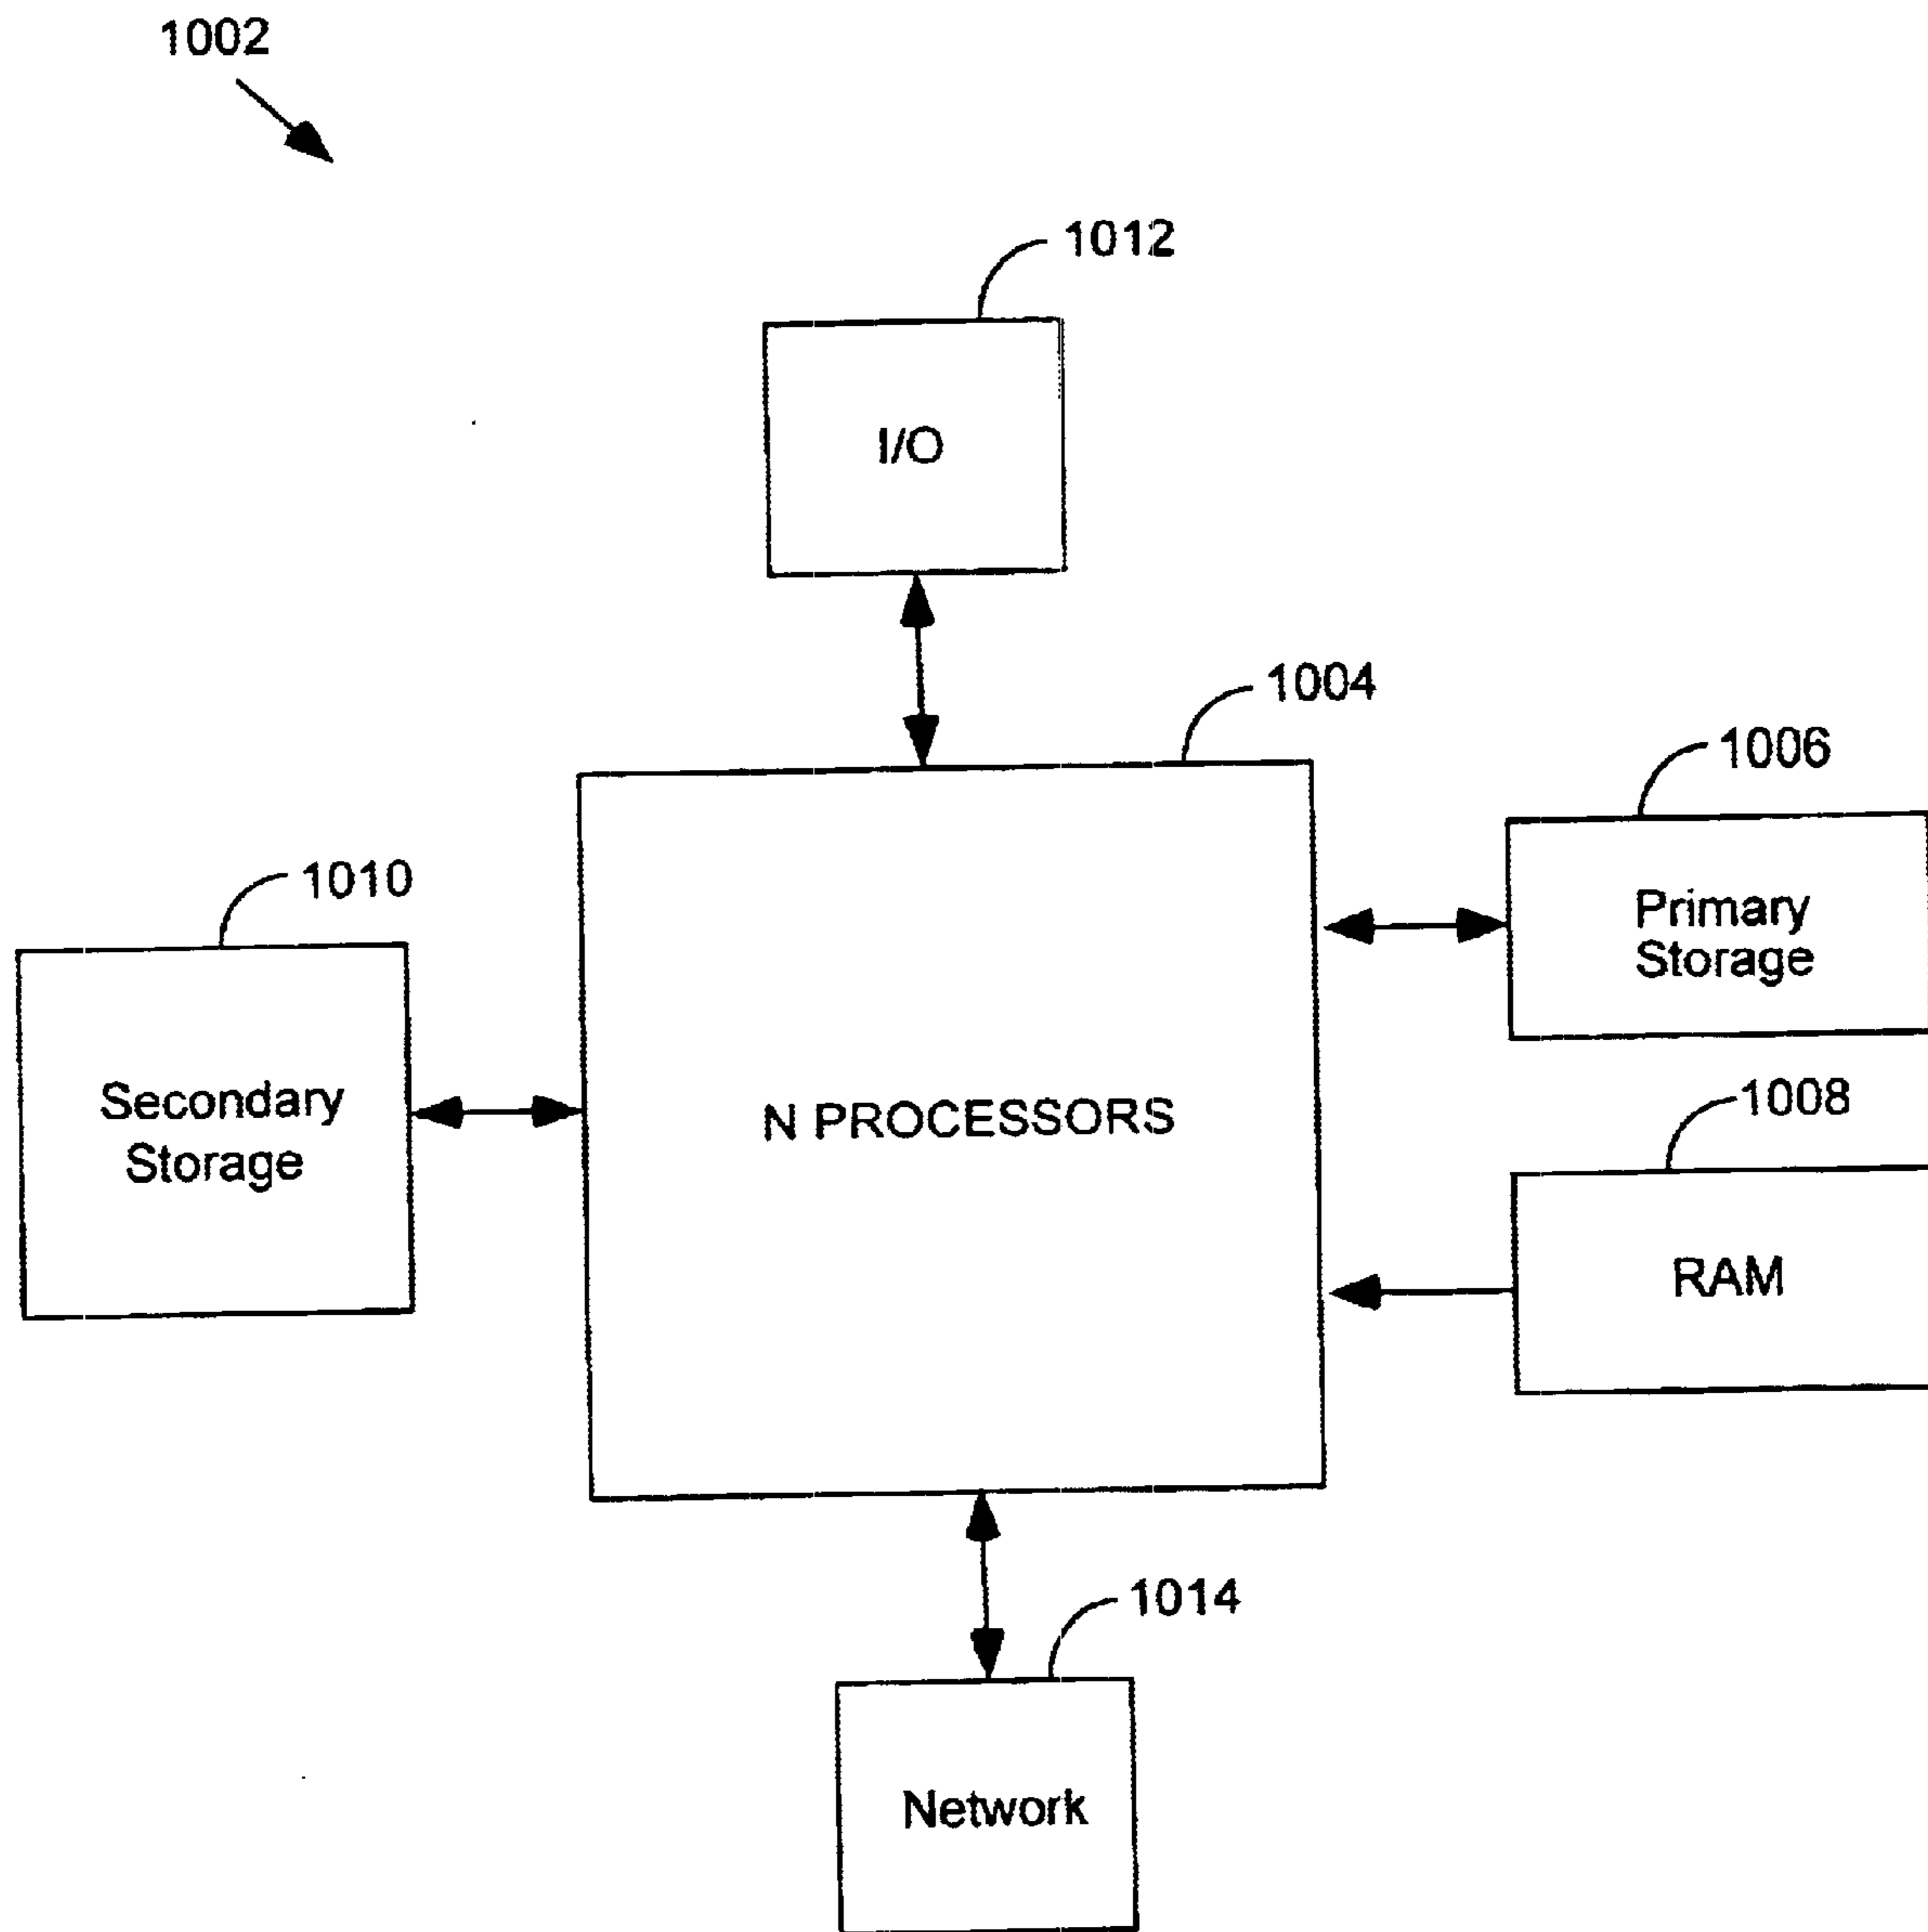 1002
1012
I/O
1004
1006
Primary
Storage
1010
Secondary
Storage
N PROCESSORS
1008
RAM
1014
Network